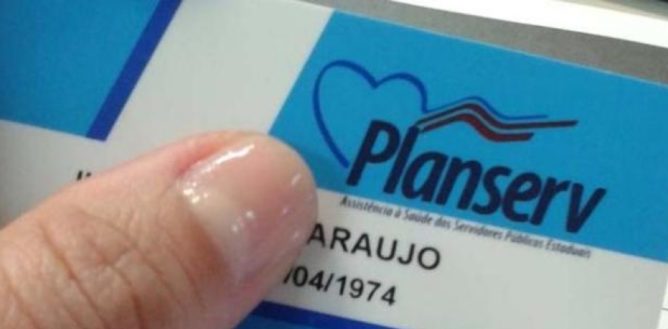 Planserv
Assistência à Saúde dos Servidores Públicos Estaduais
ARAUJO
/04/1974